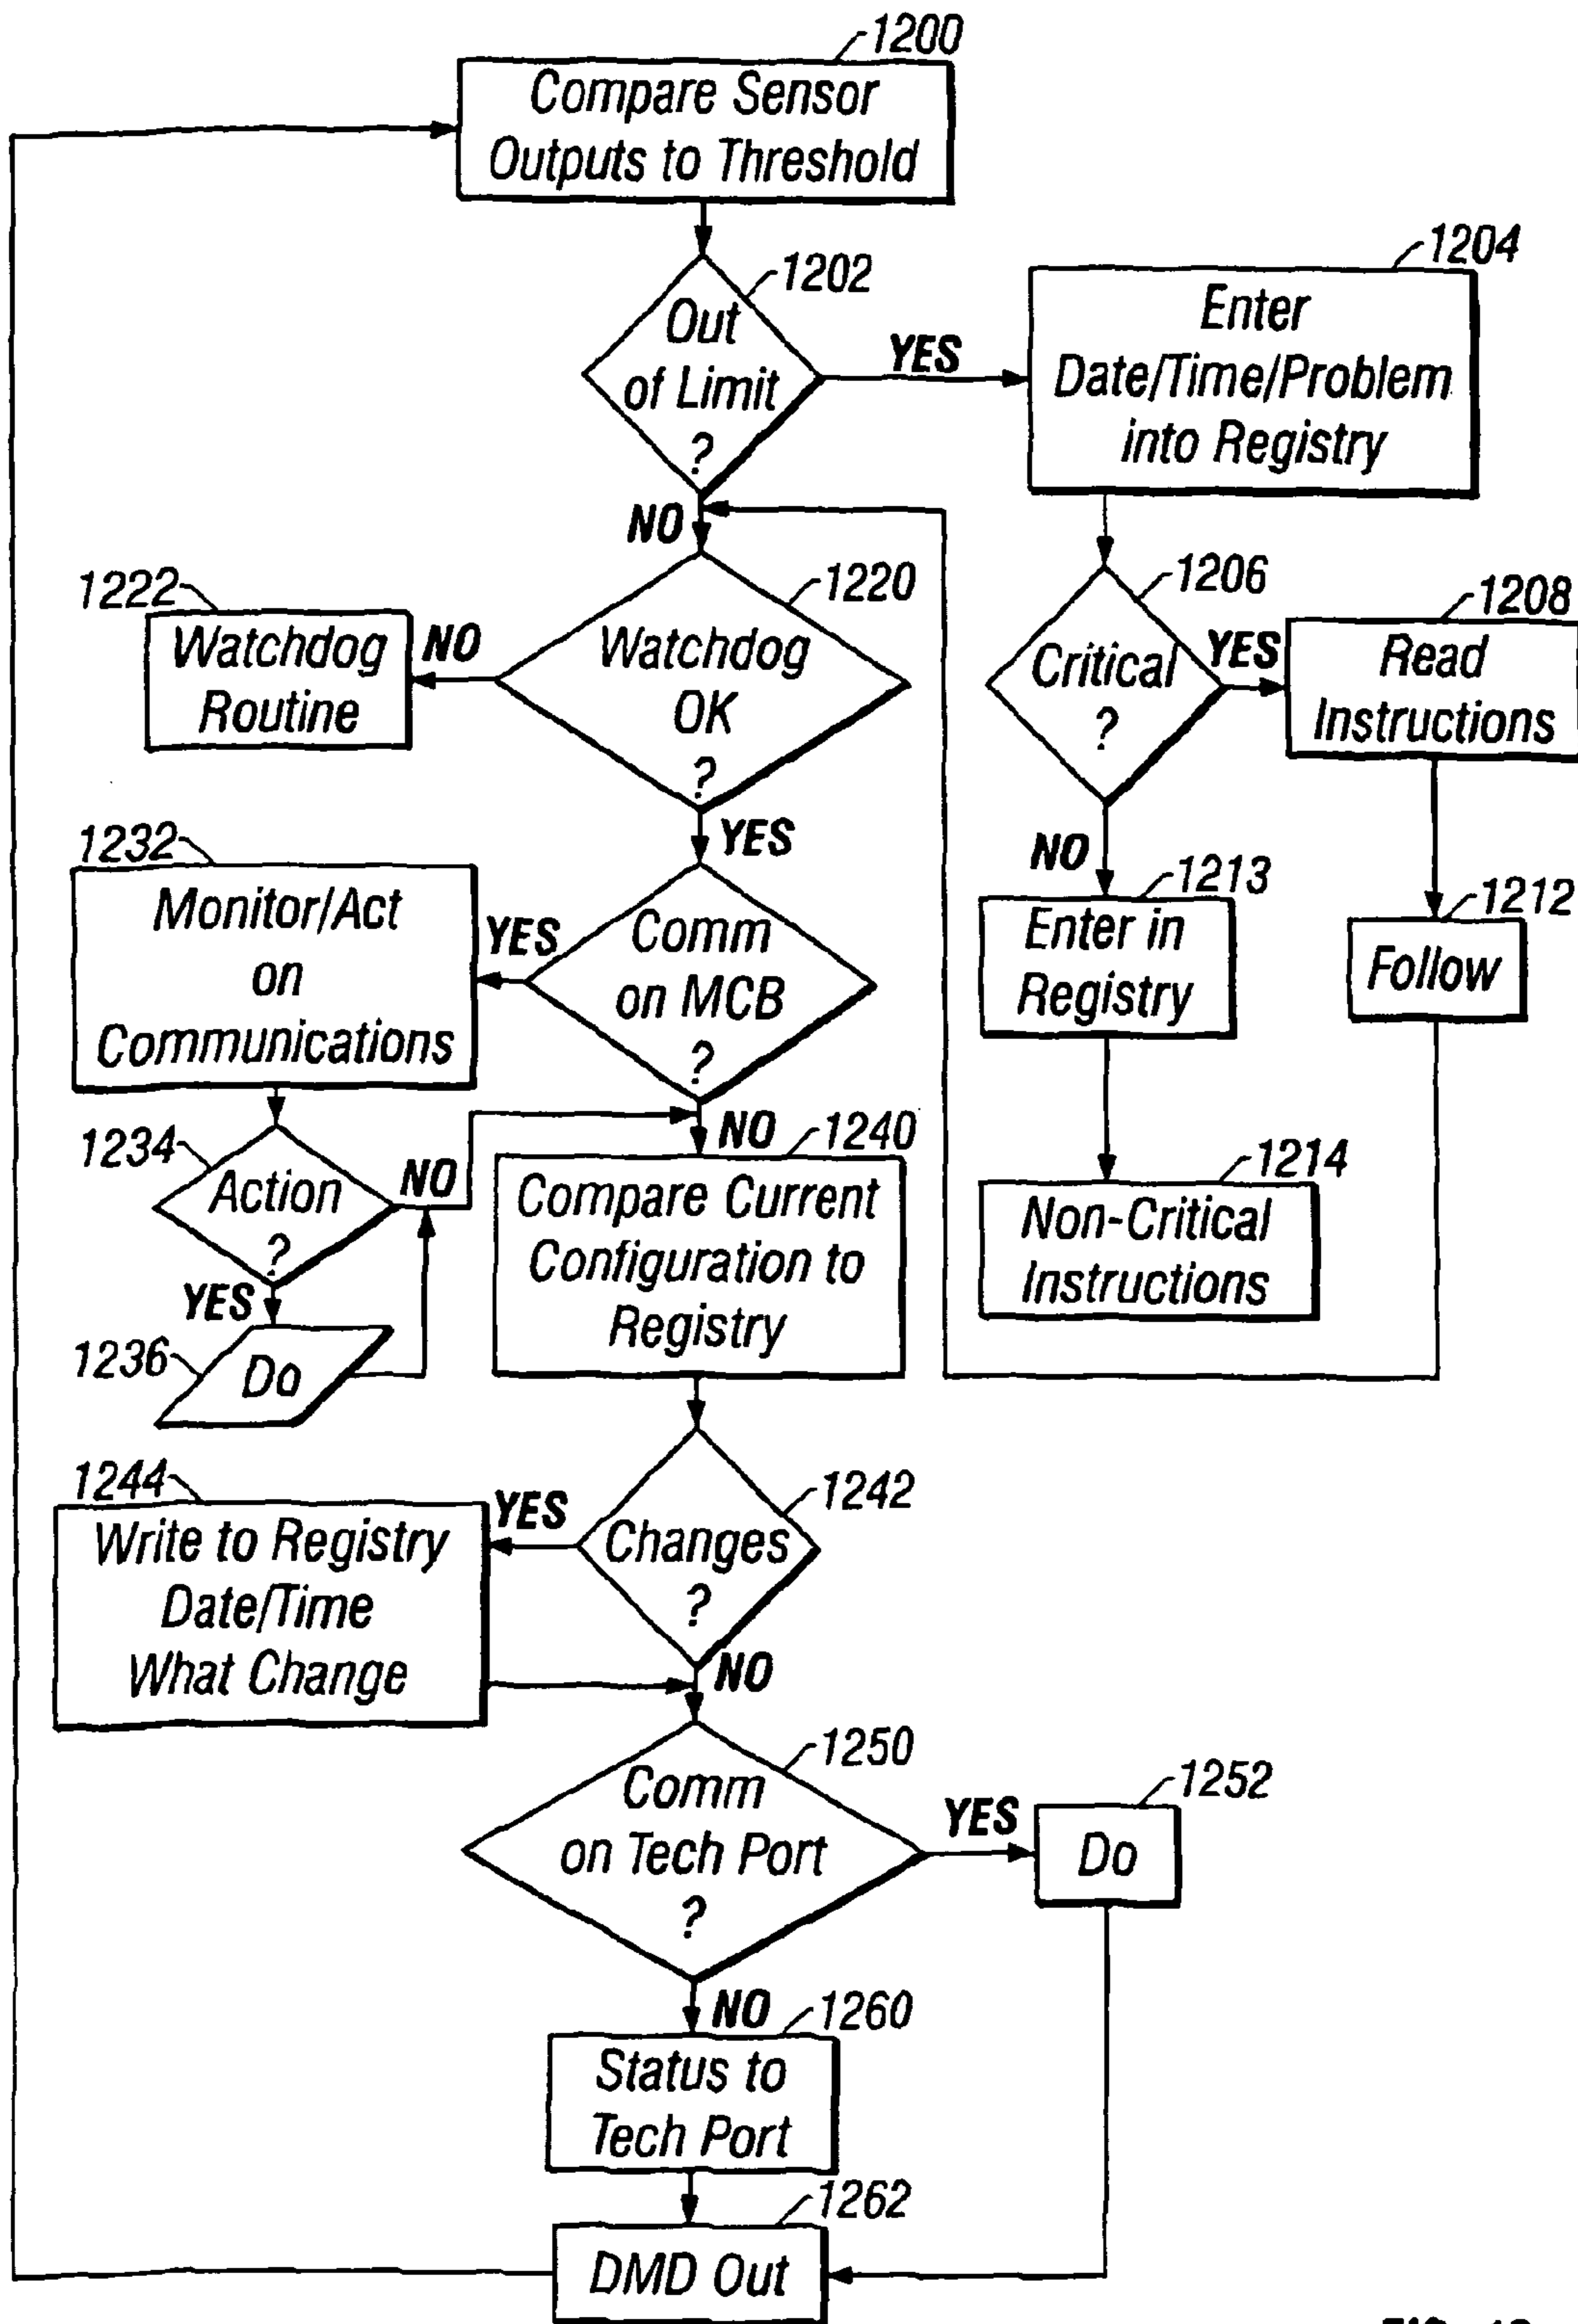 1200
Compare Sensor
Outputs to Threshold
1202
Out
of Limit
?
YES
NO
1204
Enter
Date/Time/Problem
into Registry
1206
Critical
?
YES
NO
1208
Read
Instructions
1212
Follow
1213
Enter in
Registry
1214
Non-Critical
Instructions
1220
Watchdog
OK
?
NO
YES
1222
Watchdog
Routine
Comm
on MCB
?
YES
NO
1232
Monitor/Act
on
Communications
1234
Action
?
NO
YES
1236
Do
1240
Compare Current
Configuration to
Registry
1242
Changes
?
YES
NO
1244
Write to Registry
Date/Time
What Change
1250
Comm
on Tech Port
?
YES
NO
1252
Do
1260
Status to
Tech Port
1262
DMD Out